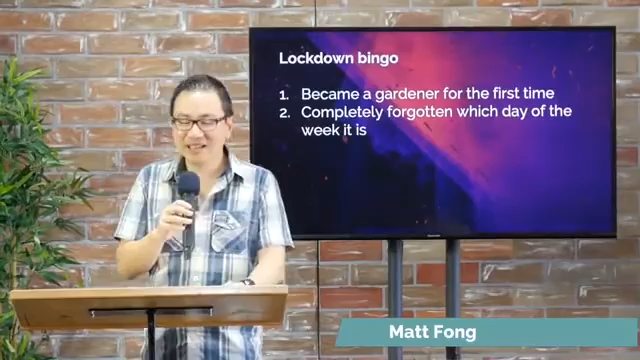 Lockdown bingo
1. Became a gardener for the first time
2. Completely forgotten which day of the
week it is
Matt Fong